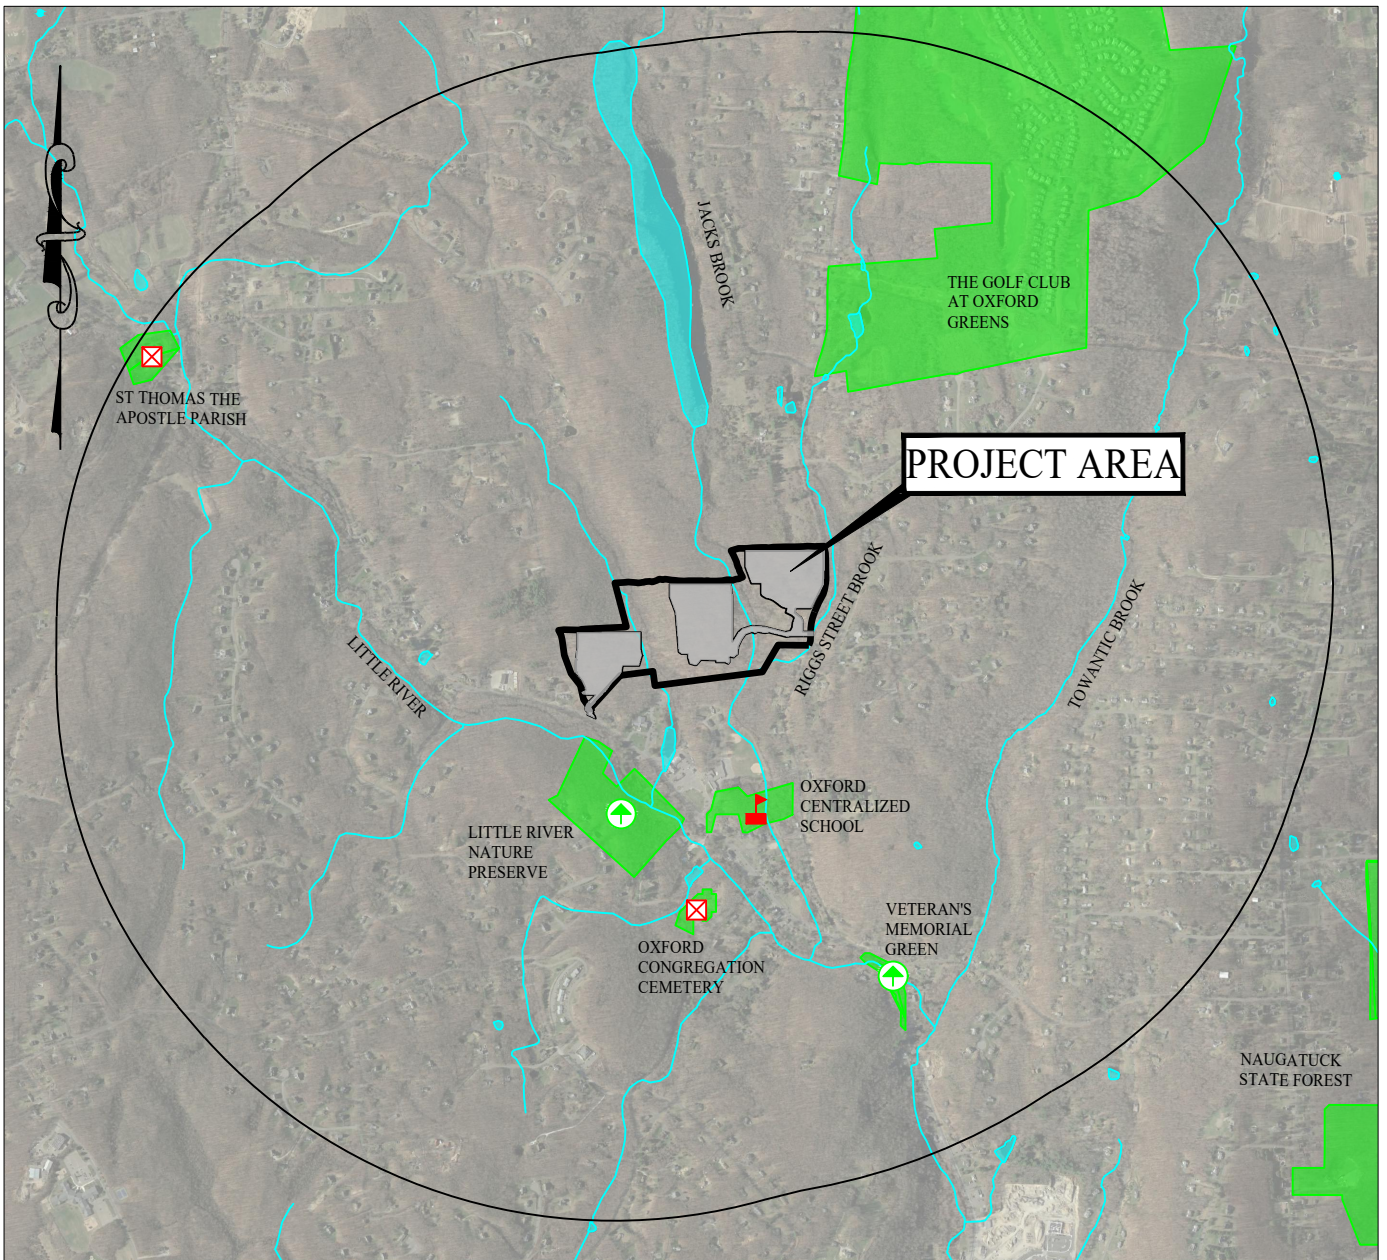 JACKS BROOK
THE GOLF CLUB
AT OXFORD
GREENS
ST THOMAS THE
APOSTLE PARISH
PROJECT AREA
RIGGS STREET BROOK
TOWANTIC BROOK
LITTLE RIVER
OXFORD
CENTRALIZED
SCHOOL
LITTLE RIVER
NATURE
PRESERVE
VETERAN'S
MEMORIAL
GREEN
OXFORD
CONGREGATION
CEMETERY
NAUGATUCK
STATE FOREST